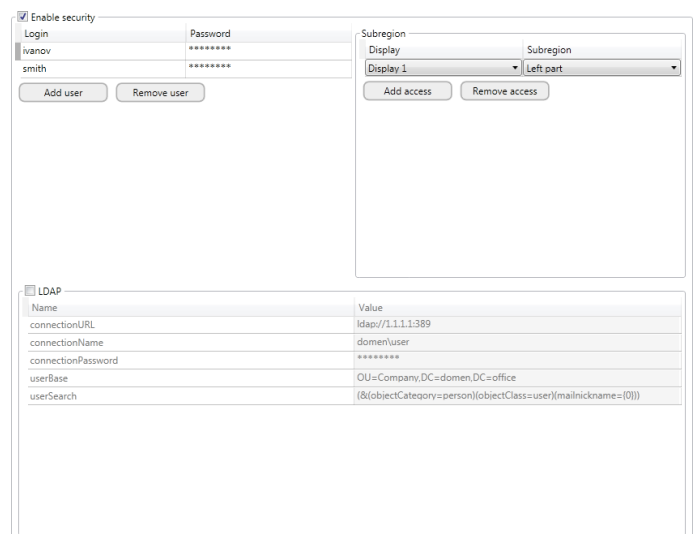 Enable security
Login Password
ivanov ********
smith ********
Add user Remove user
Subregion
Display Subregion
Display 1 Left part
Add access Remove access
LDAP
Name Value
connectionURL ldap://1.1.1.1:389
connectionName domen\user
connectionPassword ********
userBase OU=Company,DC=domen,DC=office
userSearch (&(objectCategory=person)(objectClass=user)(mailnickname={0}))